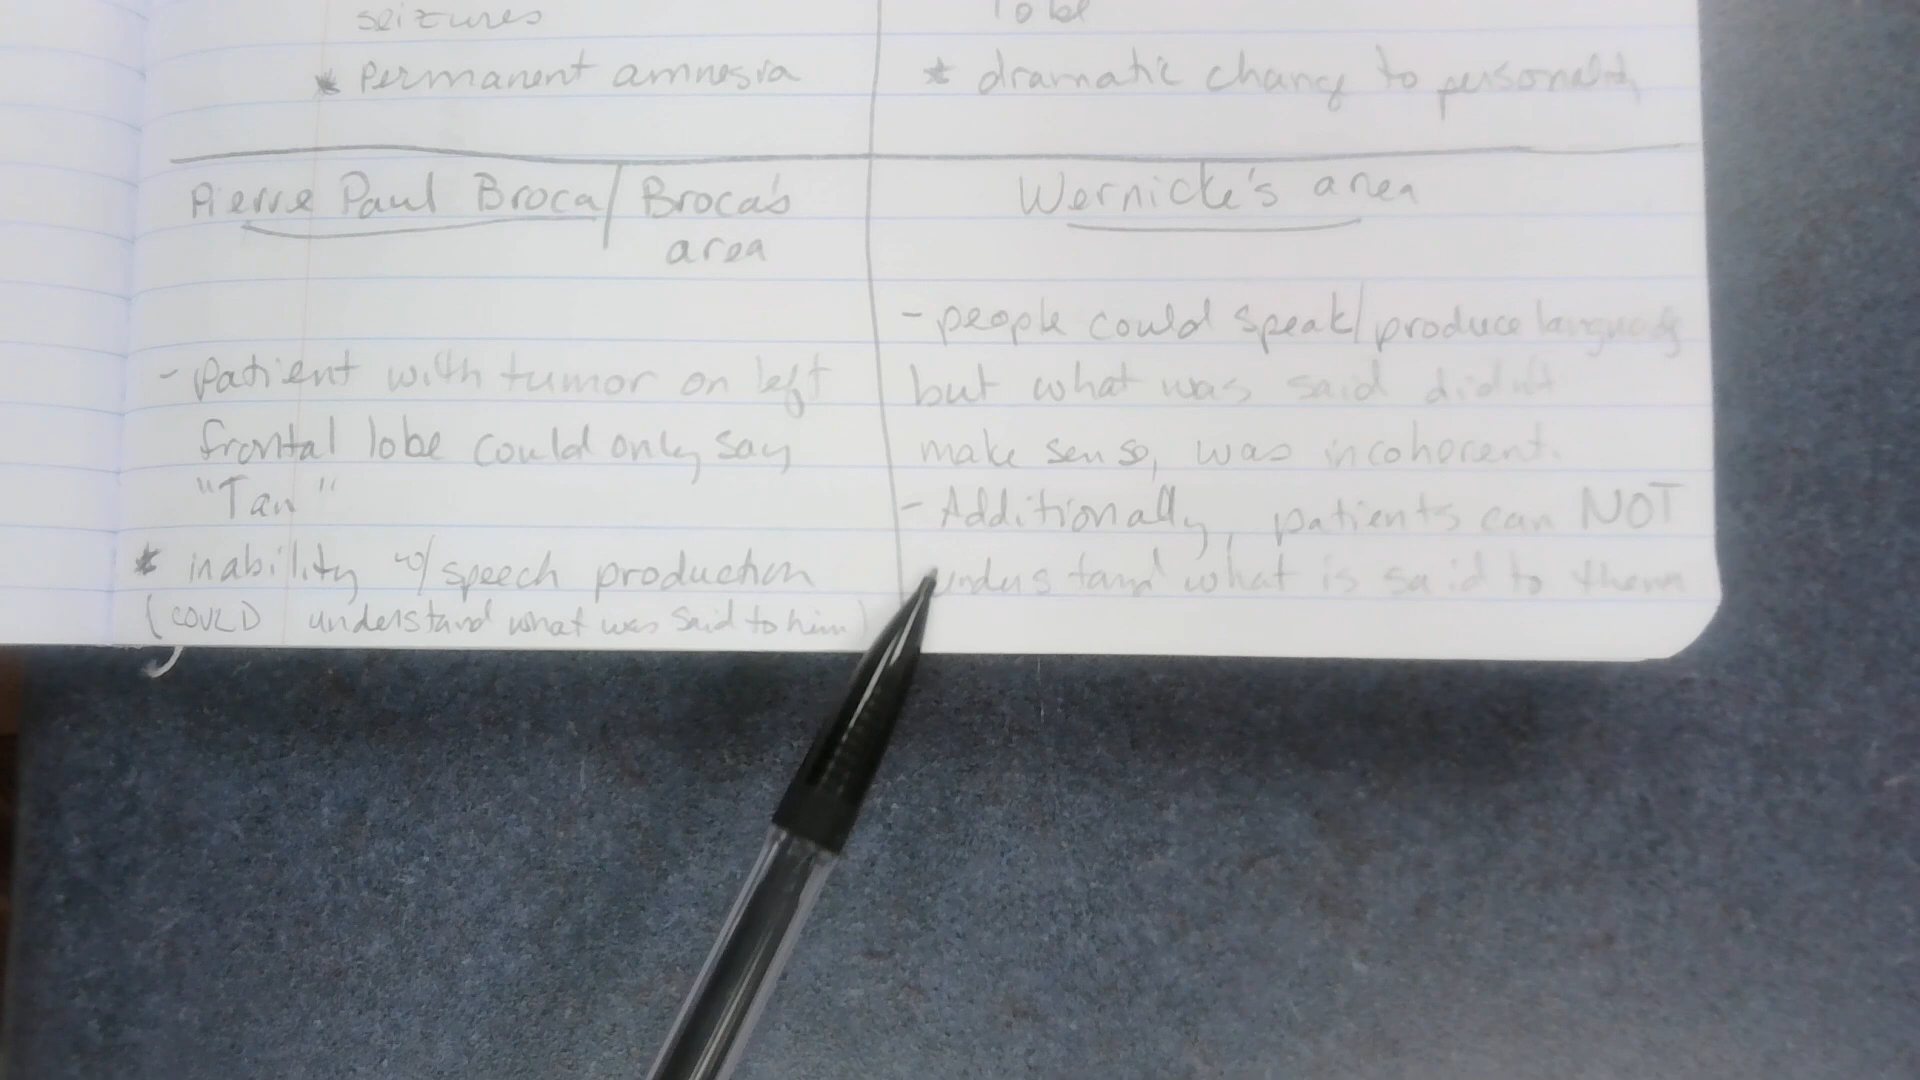 seizures
* Permanent amnesia
lobe
* dramatic change to personality
Pierre Paul Broca / Broca's
area
- patient with tumor on left
frontal lobe could only say
"Tan"
* inability w/ speech production
(COULD understand what was said to him)
Wernicke's area
- people could speak/produce language
but what was said didn't
make sense, was incoherent.
- Additionally, patients can NOT
understand what is said to them